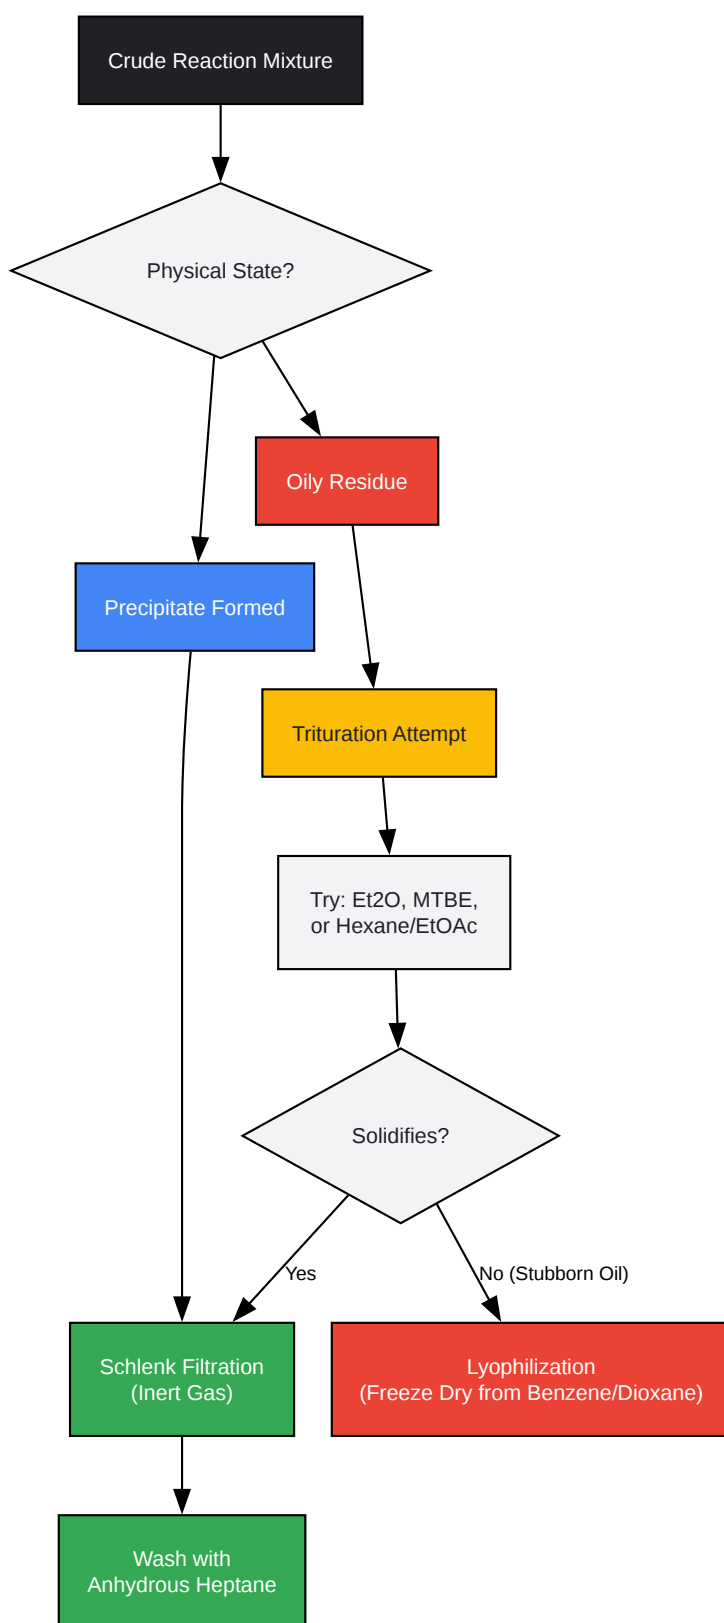 Crude Reaction Mixture
Physical State?
Oily Residue
Precipitate Formed
Trituration Attempt
Try: Et2O, MTBE,
or Hexane/EtOAc
Solidifies?
Yes
No (Stubborn Oil)
Schlenk Filtration
(Inert Gas)
Lyophilization
(Freeze Dry from Benzene/Dioxane)
Wash with
Anhydrous Heptane